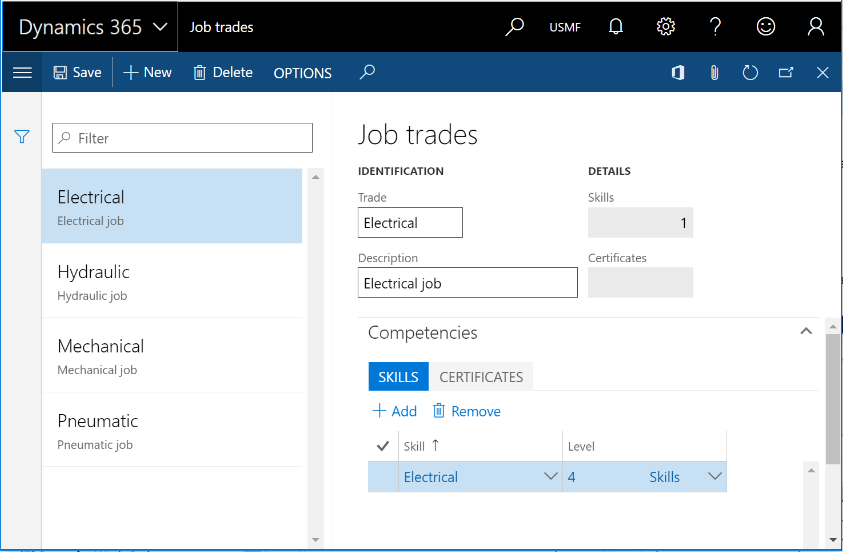 Dynamics 365 Job trades USMF
Save New Delete OPTIONS
Filter
Electrical
Electrical job
Hydraulic
Hydraulic job
Mechanical
Mechanical job
Pneumatic
Pneumatic job
Job trades
IDENTIFICATION DETAILS
Trade Skills
Electrical 1
Description Certificates
Electrical job
Competencies
SKILLS CERTIFICATES
Add Remove
Skill Level
Electrical 4 Skills